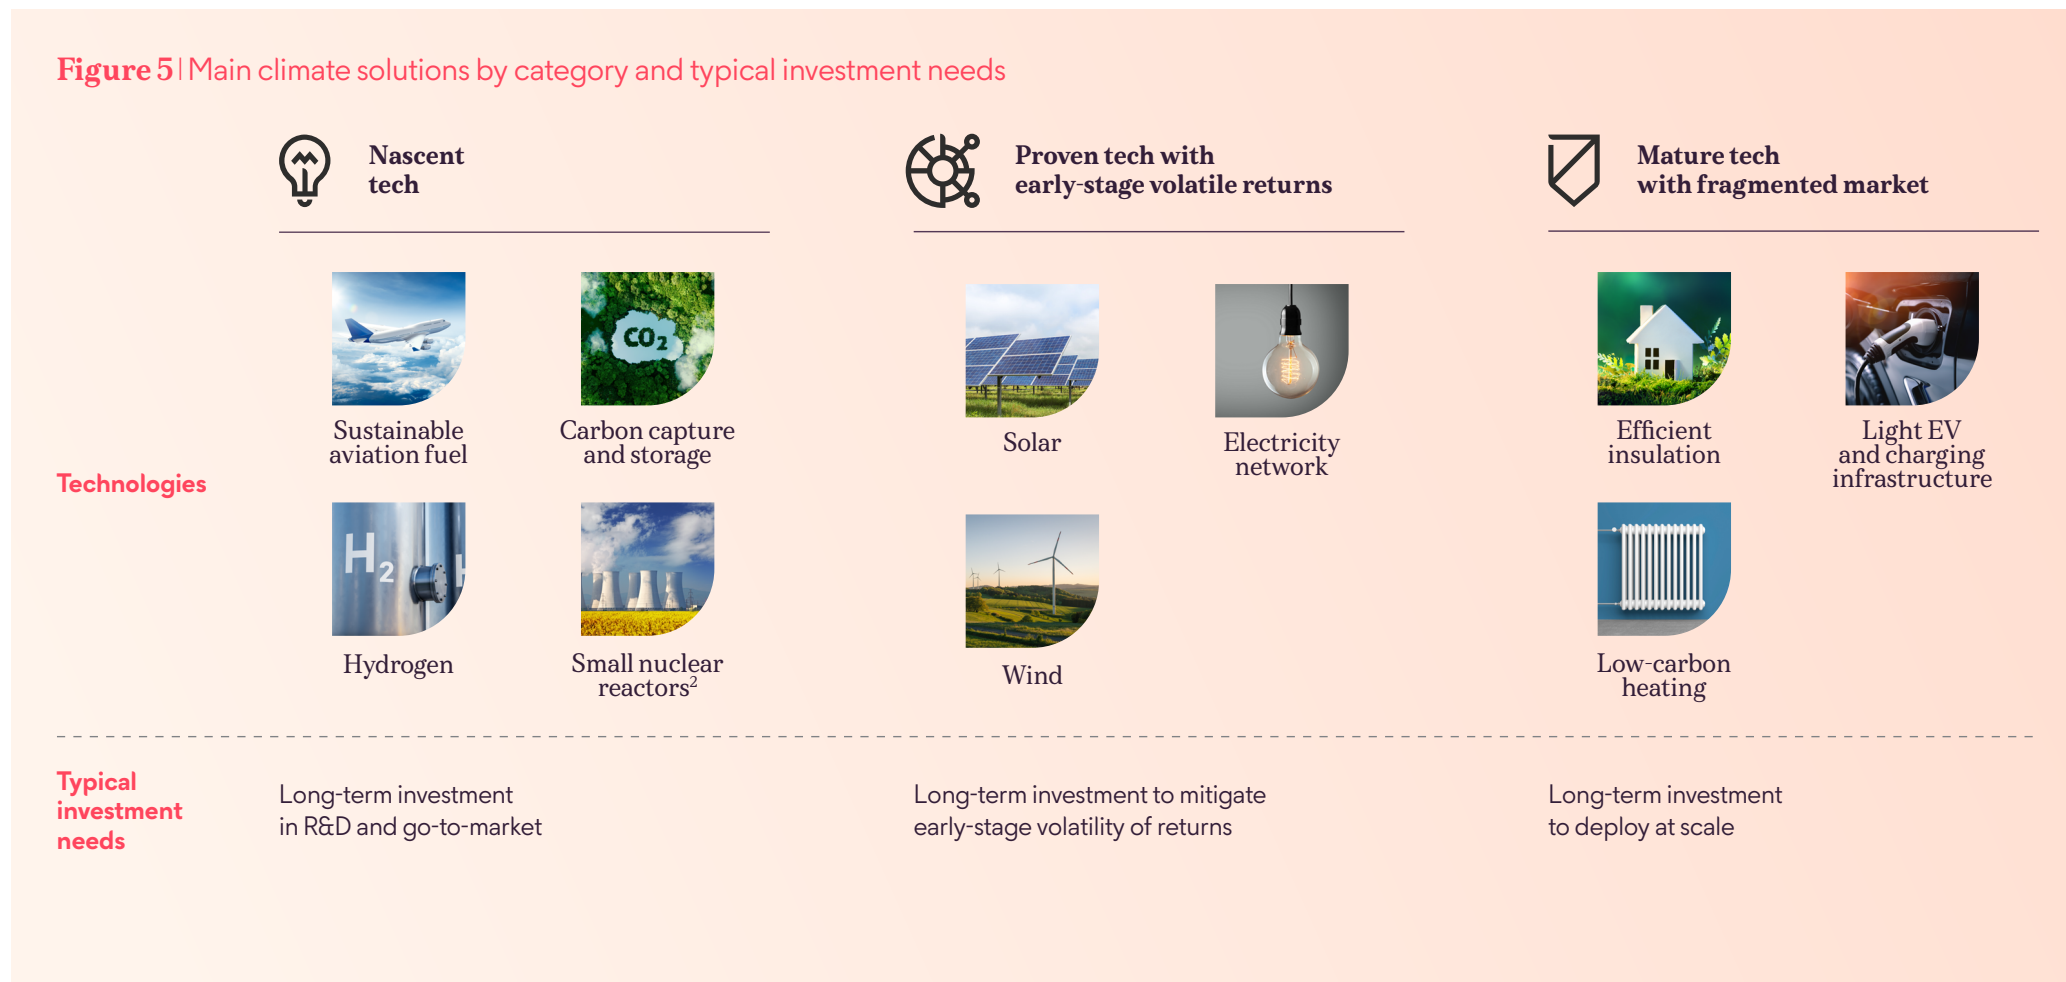 Figure 5 | Main climate solutions by category and typical investment needs
Nascent
tech
Proven tech with
early-stage volatile returns
Mature tech
with fragmented market
Technologies
CO2
Sustainable
aviation fuel
Carbon capture
and storage
Solar
Electricity
network
Efficient
insulation
Light EV
and charging
infrastructure
H2
H
Hydrogen
Small nuclear
reactors²
Wind
Low-carbon
heating
Typical
investment
needs
Long-term investment
in R&D and go-to-market
Long-term investment to mitigate
early-stage volatility of returns
Long-term investment
to deploy at scale